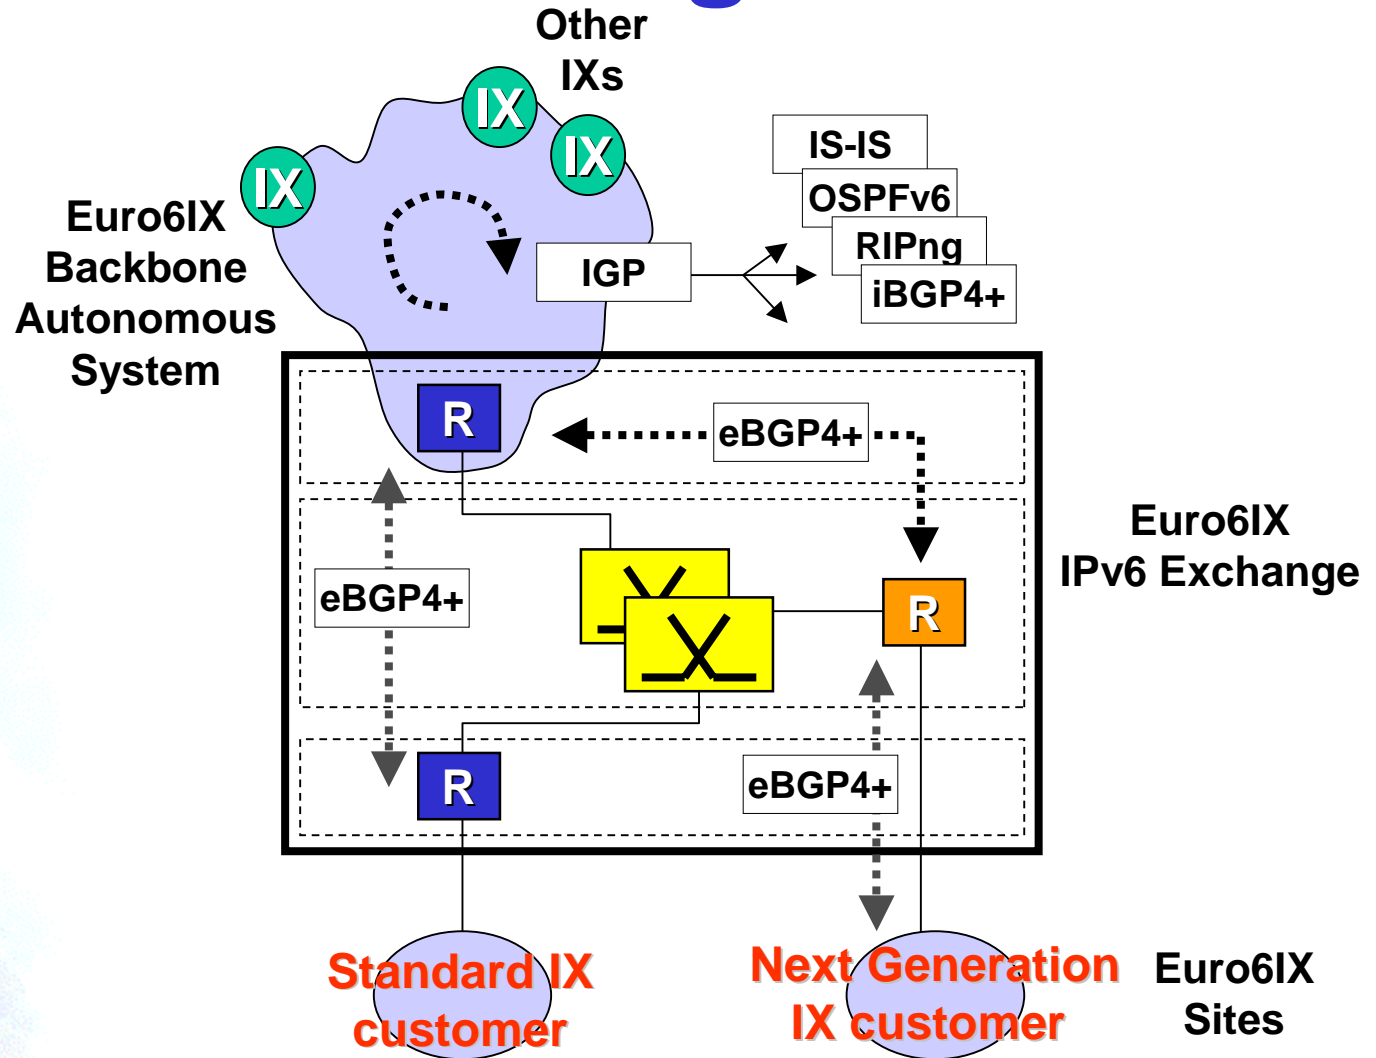 Other
IXs
IX
IX
IX
IS-IS
OSPFv6
RIPng
iBGP4+
Euro6IX
Backbone
Autonomous
System
IGP
R
eBGP4+
Euro6IX
IPv6 Exchange
eBGP4+
R
R
eBGP4+
Standard IX
customer
Next Generation
IX customer
Euro6IX
Sites